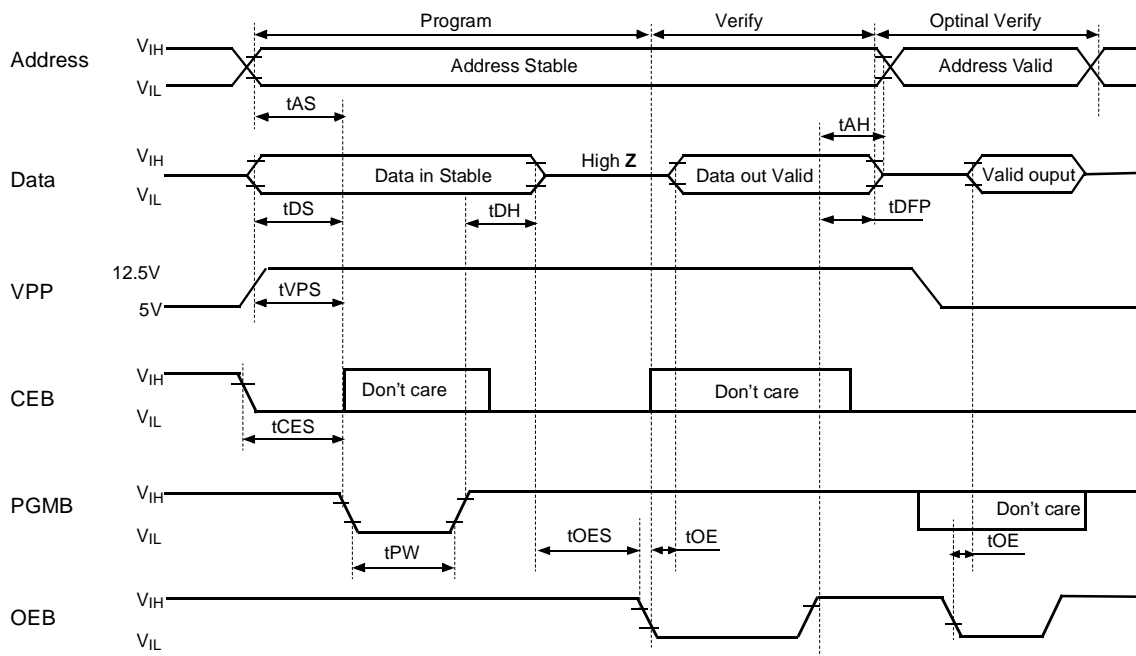 Program Verify Optinal Verify
Address VIH Address Stable Address Valid
VIL
tAS tAH
Data VIH Data in Stable High Z Data out Valid Valid ouput
VIL
tDS tDH tDFP
VPP 12.5V
5V tVPS
CEB VIH Don't care Don't care
VIL
tCES
PGMB VIH Don't care
VIL
tPW tOES tOE tOE
OEB VIH
VIL